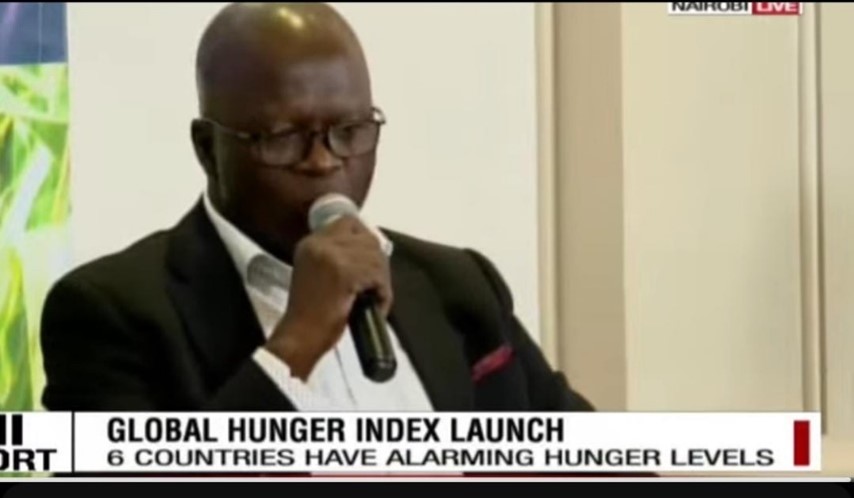 NAIROBI LIVE
GLOBAL HUNGER INDEX LAUNCH
6 COUNTRIES HAVE ALARMING HUNGER LEVELS